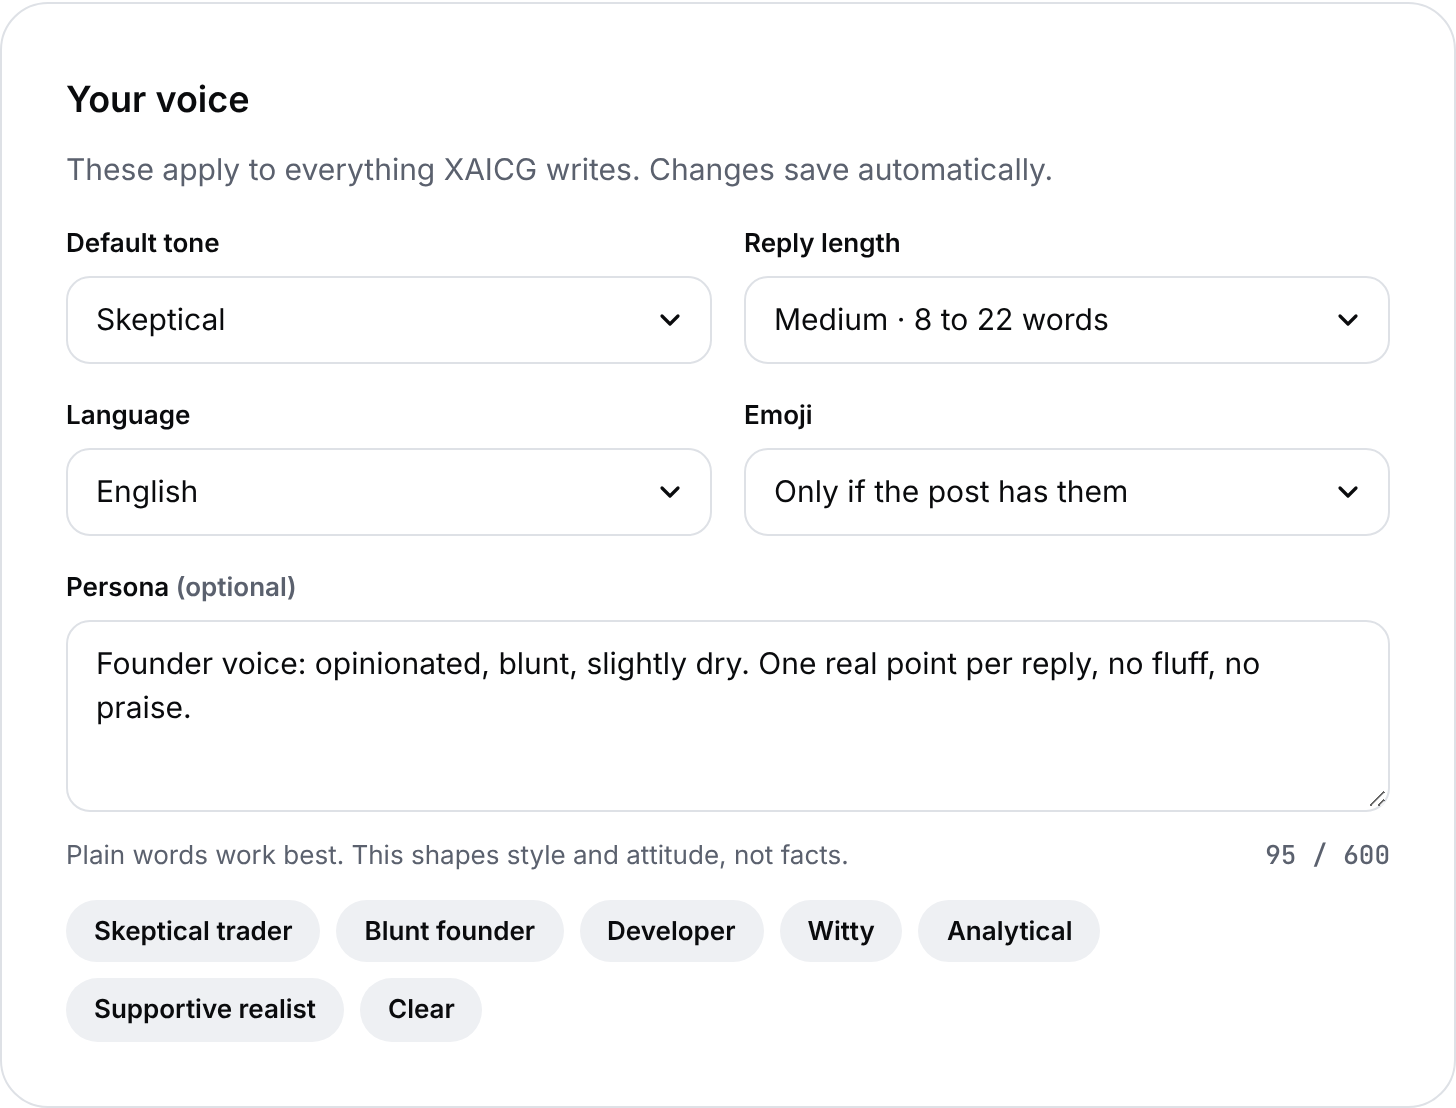 Your voice
These apply to everything XAICG writes. Changes save automatically.
Default tone
Reply length
Skeptical
Medium · 8 to 22 words
Language
Emoji
English
Only if the post has them
Persona (optional)
Founder voice: opinionated, blunt, slightly dry. One real point per reply, no fluff, no
praise.
Plain words work best. This shapes style and attitude, not facts.
95 / 600
Skeptical trader
Blunt founder
Developer
Witty
Analytical
Supportive realist
Clear